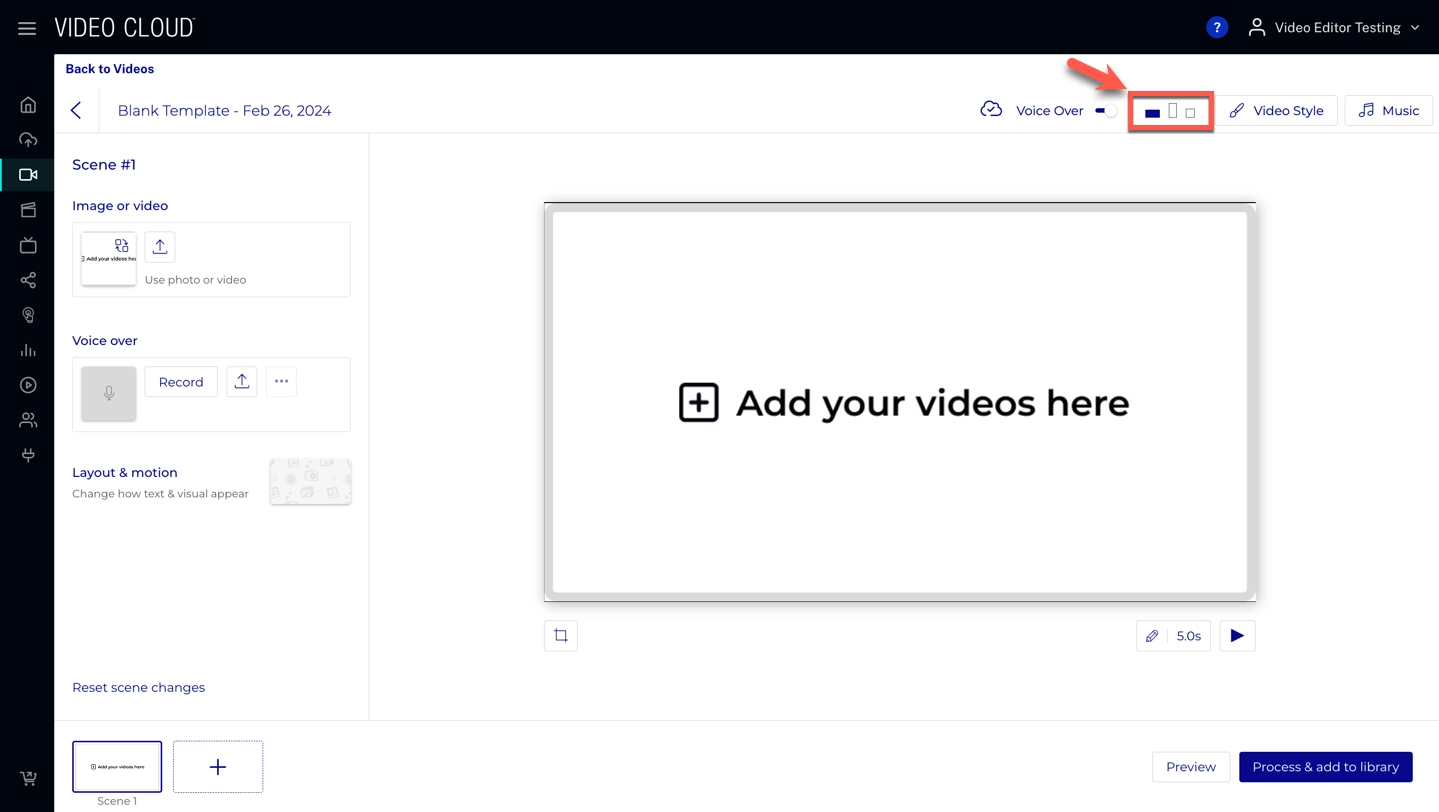 VIDEO CLOUD
?
Video Editor Testing
Back to Videos
Blank Template - Feb 26, 2024
Voice Over
Video Style
Music
Scene #1
Image or video
Add your videos her
Use photo or video
Voice over
Record
Layout & motion
Change how text & visual appear
Add your videos here
5.0s
Reset scene changes
Add your videos here
Scene 1
Preview
Process & add to library